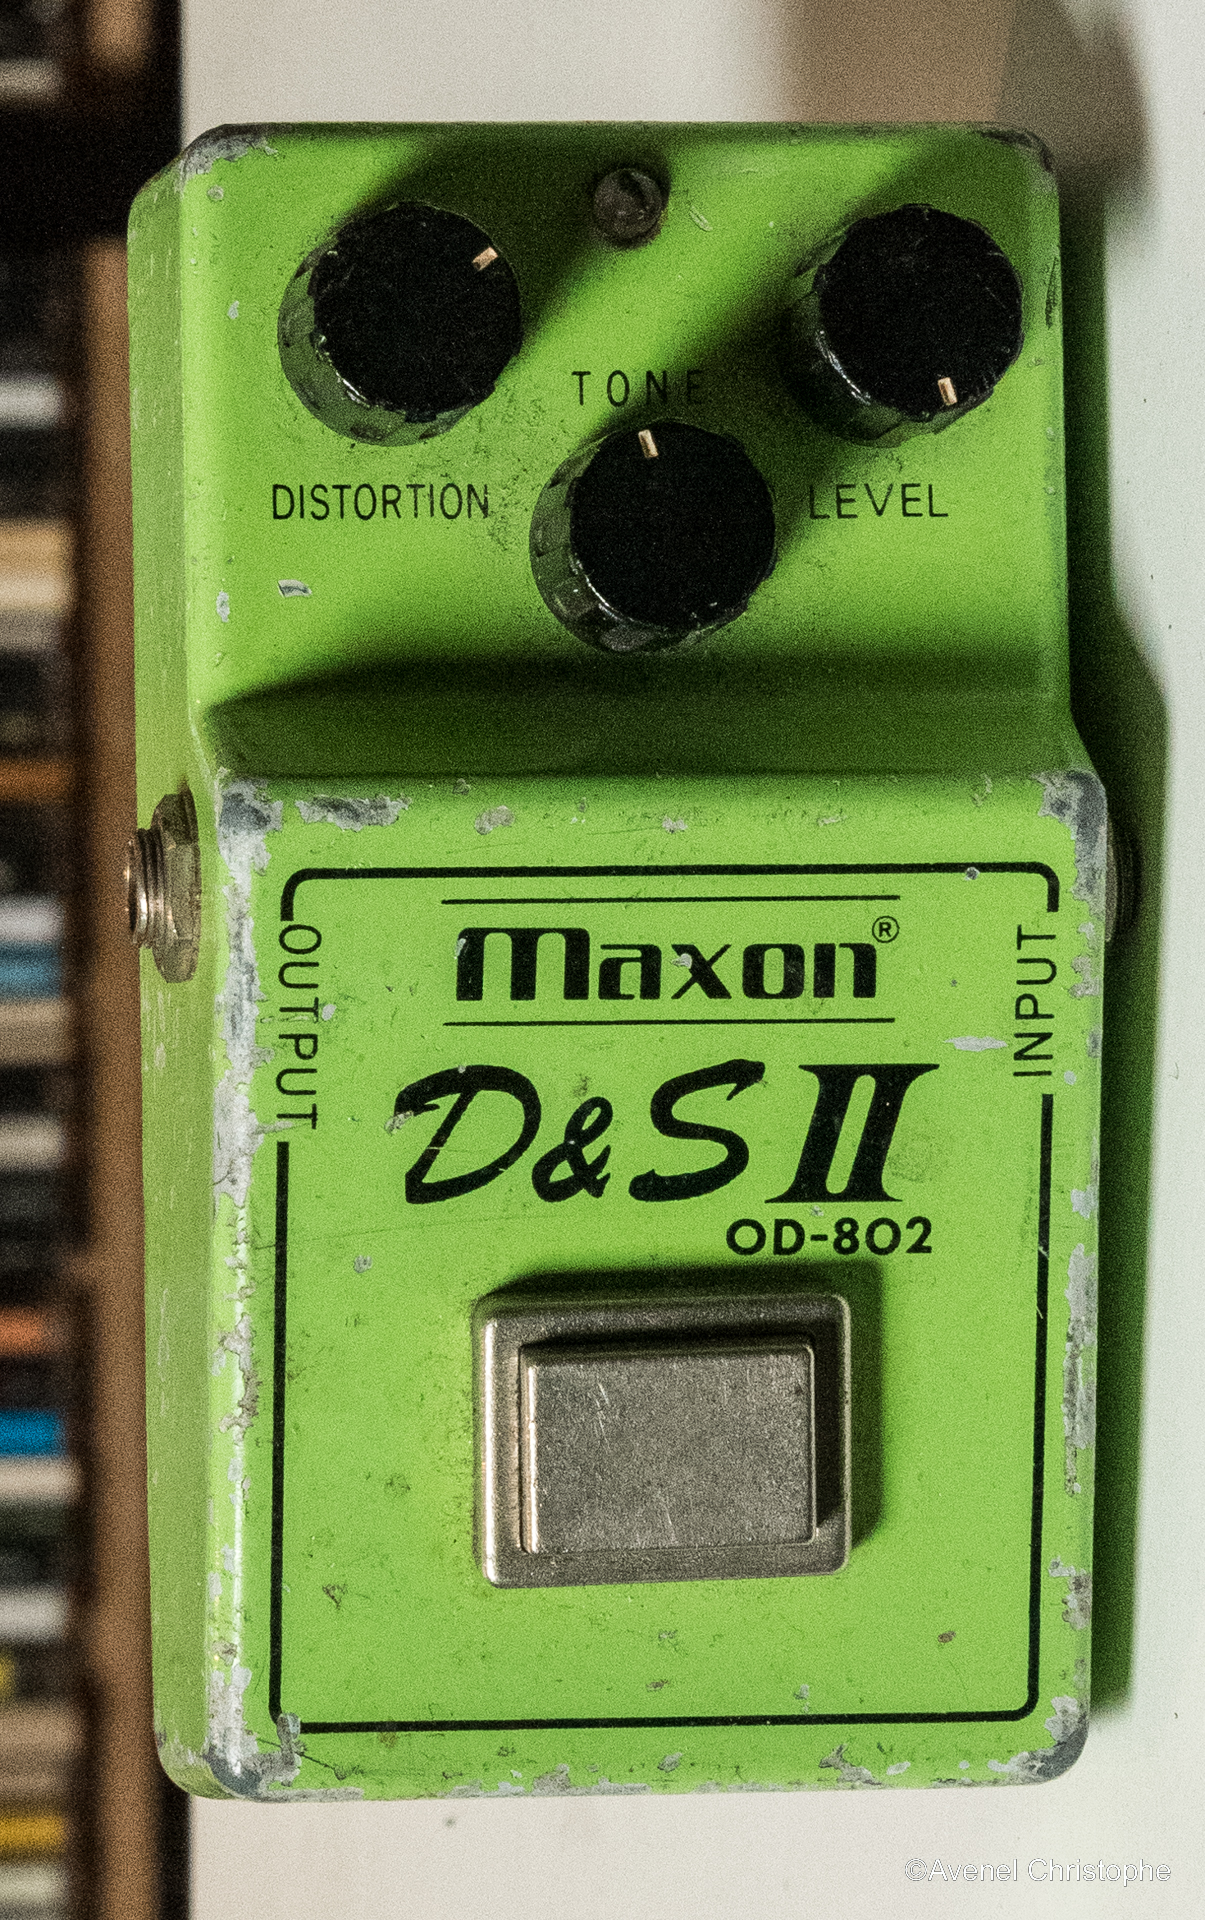 TONE
DISTORTION
LEVEL
maxon®
OUTPUT
INPUT
D&S II
OD-802
©Avenel Christophe